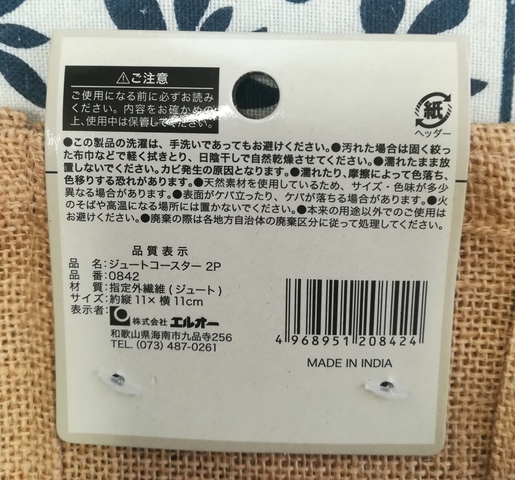 ⚠ご注意
ご使用になる前に必ずお読み
ください。内容をお確かめの
上、使用中は保管してください。
紙
ヘッダー
●この製品の洗濯は、手洗いであってもお避けください。●汚れた場合は固く絞っ
た布巾などで軽く拭きとり、日陰干しで自然乾燥させてください。●濡れたまま放
置しないでください。カビ発生の原因となります。●濡れたり、摩擦によって色落ち、
色移りする恐れがあります。●天然素材を使用しているため、サイズ・色味が多少
異なる場合があります。●表面がケバ立ったり、ケバが落ちる場合があります。●火
のそばや高温になる場所には置かないでください。●本来の用途以外でのご使用は
お避けください。●廃棄の際は各地方自治体の廃棄区分に従って処理してください。
品質表示
品 名：ジュートコースター 2P
品 番：0842
材 質：指定外繊維(ジュート)
サイズ：約縦11×横11cm
表示者：株式会社 エルオー
和歌山県海南市九品寺256
TEL. (073) 487-0261
4968951208424
MADE IN INDIA